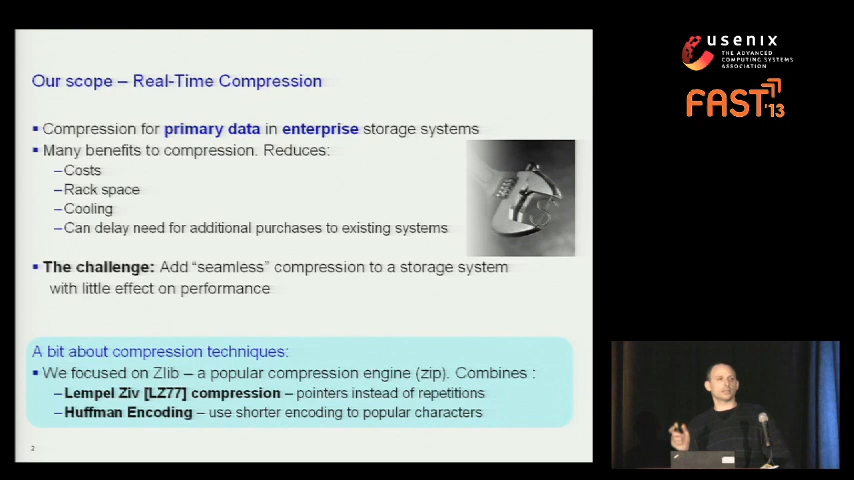 Our scope – Real-Time Compression
▪ Compression for primary data in enterprise storage systems
▪ Many benefits to compression. Reduces:
–Costs
–Rack space
–Cooling
–Can delay need for additional purchases to existing systems
▪ The challenge: Add “seamless” compression to a storage system
with little effect on performance
A bit about compression techniques:
▪ We focused on Zlib – a popular compression engine (zip). Combines :
–Lempel Ziv [LZ77] compression – pointers instead of repetitions
–Huffman Encoding – use shorter encoding to popular characters
2
usenix
THE ADVANCED
COMPUTING SYSTEMS
ASSOCIATION
FAST '13